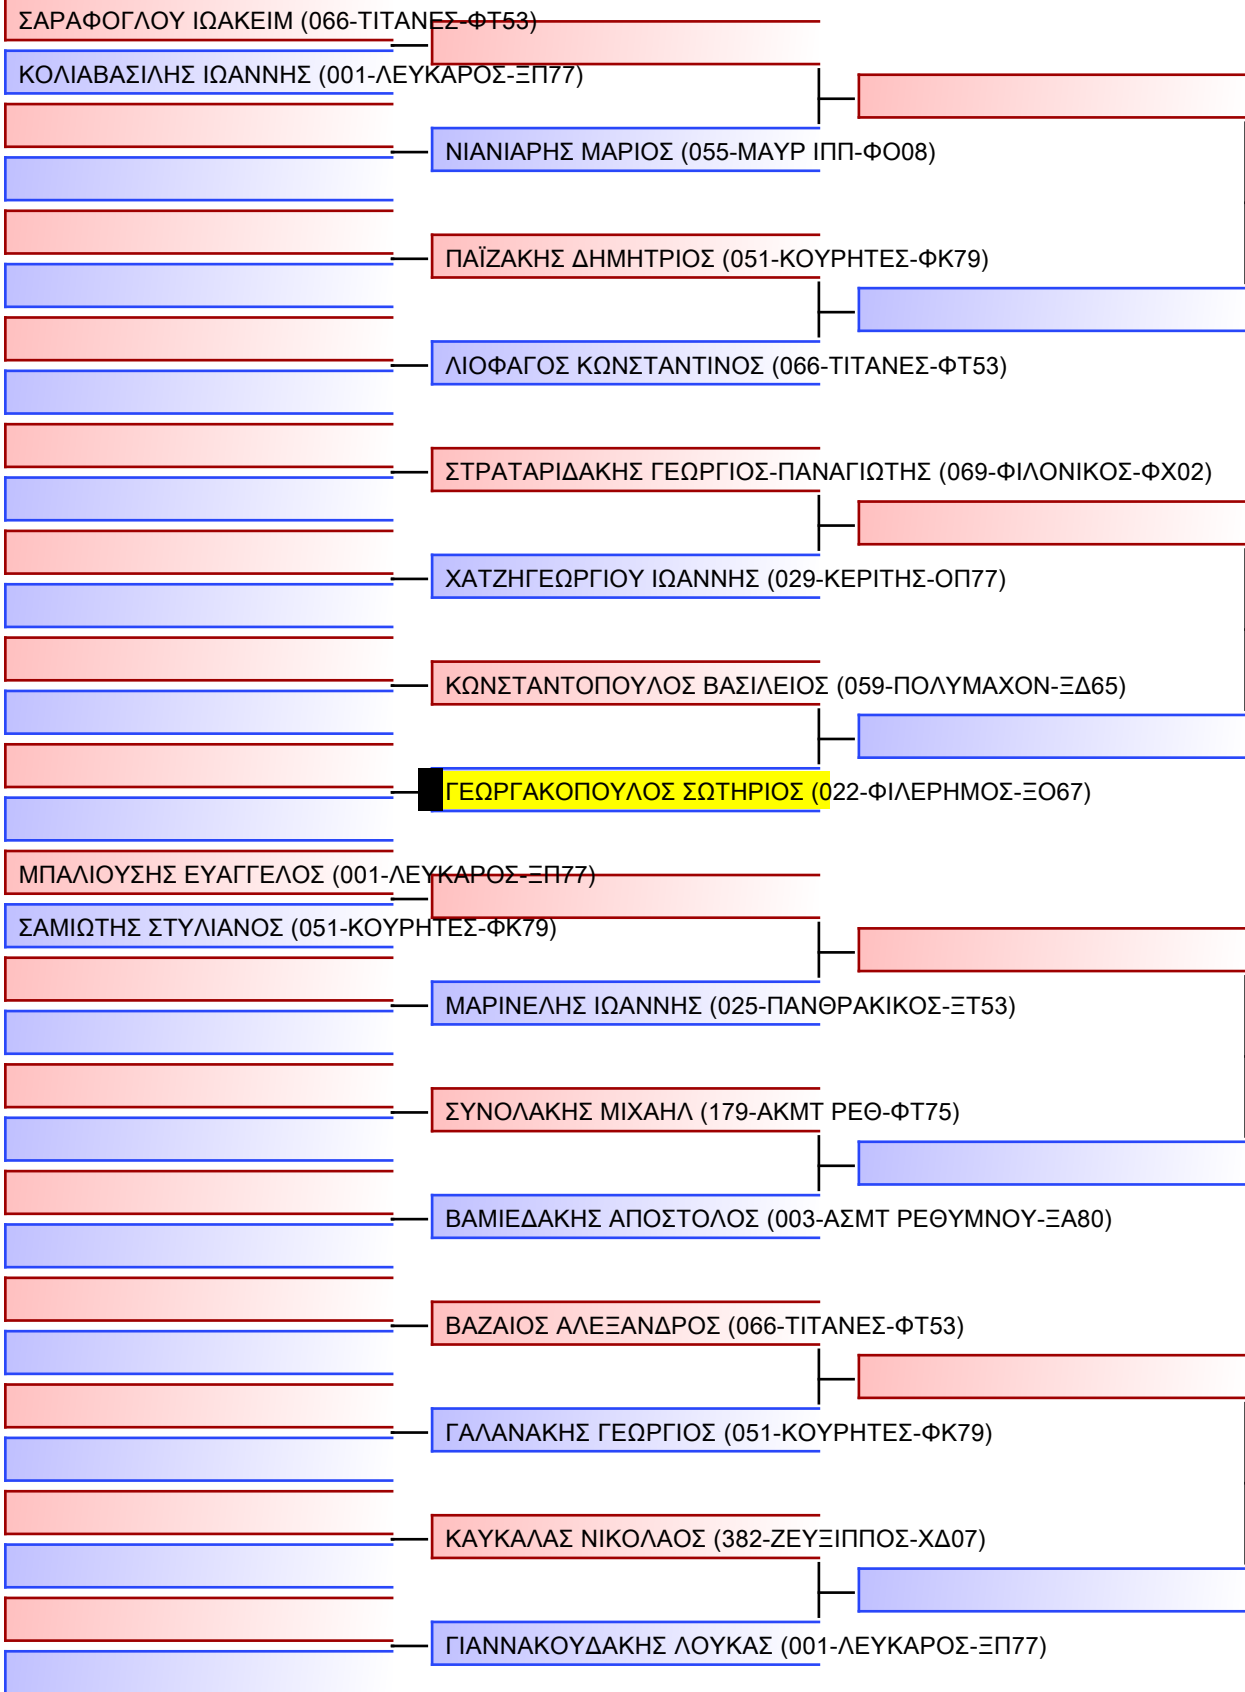 ΣΑΡΑΦΟΓΛΟΥ ΙΩΑΚΕΙΜ (066-ΤΙΤΑΝΕΣ-ΦΤ53)
ΚΟΛΙΑΒΑΣΙΛΗΣ ΙΩΑΝΝΗΣ (001-ΛΕΥΚΑΡΟΣ-ΞΠ77)
ΝΙΑΝΙΑΡΗΣ ΜΑΡΙΟΣ (055-ΜΑΥΡ ΙΠΠ-ΦΟ08)
ΠΑΪΖΑΚΗΣ ΔΗΜΗΤΡΙΟΣ (051-ΚΟΥΡΗΤΕΣ-ΦΚ79)
ΛΙΟΦΑΓΟΣ ΚΩΝΣΤΑΝΤΙΝΟΣ (066-ΤΙΤΑΝΕΣ-ΦΤ53)
ΣΤΡΑΤΑΡΙΔΑΚΗΣ ΓΕΩΡΓΙΟΣ-ΠΑΝΑΓΙΩΤΗΣ (069-ΦΙΛΟΝΙΚΟΣ-ΦΧ02)
ΧΑΤΖΗΓΕΩΡΓΙΟΥ ΙΩΑΝΝΗΣ (029-ΚΕΡΙΤΗΣ-ΟΠ77)
ΚΩΝΣΤΑΝΤΟΠΟΥΛΟΣ ΒΑΣΙΛΕΙΟΣ (059-ΠΟΛΥΜΑΧΟΝ-ΞΔ65)
ΓΕΩΡΓΑΚΟΠΟΥΛΟΣ ΣΩΤΗΡΙΟΣ (022-ΦΙΛΕΡΗΜΟΣ-ΞΟ67)
ΜΠΑΛΙΟΥΣΗΣ ΕΥΑΓΓΕΛΟΣ (001-ΛΕΥΚΑΡΟΣ-ΞΠ77)
ΣΑΜΙΩΤΗΣ ΣΤΥΛΙΑΝΟΣ (051-ΚΟΥΡΗΤΕΣ-ΦΚ79)
ΜΑΡΙΝΕΛΗΣ ΙΩΑΝΝΗΣ (025-ΠΑΝΘΡΑΚΙΚΟΣ-ΞΤ53)
ΣΥΝΟΛΑΚΗΣ ΜΙΧΑΗΛ (179-ΑΚΜΤ ΡΕΘ-ΦΤ75)
ΒΑΜΙΕΔΑΚΗΣ ΑΠΟΣΤΟΛΟΣ (003-ΑΣΜΤ ΡΕΘΥΜΝΟΥ-ΞΑ80)
ΒΑΖΑΙΟΣ ΑΛΕΞΑΝΔΡΟΣ (066-ΤΙΤΑΝΕΣ-ΦΤ53)
ΓΑΛΑΝΑΚΗΣ ΓΕΩΡΓΙΟΣ (051-ΚΟΥΡΗΤΕΣ-ΦΚ79)
ΚΑΥΚΑΛΑΣ ΝΙΚΟΛΑΟΣ (382-ΖΕΥΞΙΠΠΟΣ-ΧΔ07)
ΓΙΑΝΝΑΚΟΥΔΑΚΗΣ ΛΟΥΚΑΣ (001-ΛΕΥΚΑΡΟΣ-ΞΠ77)